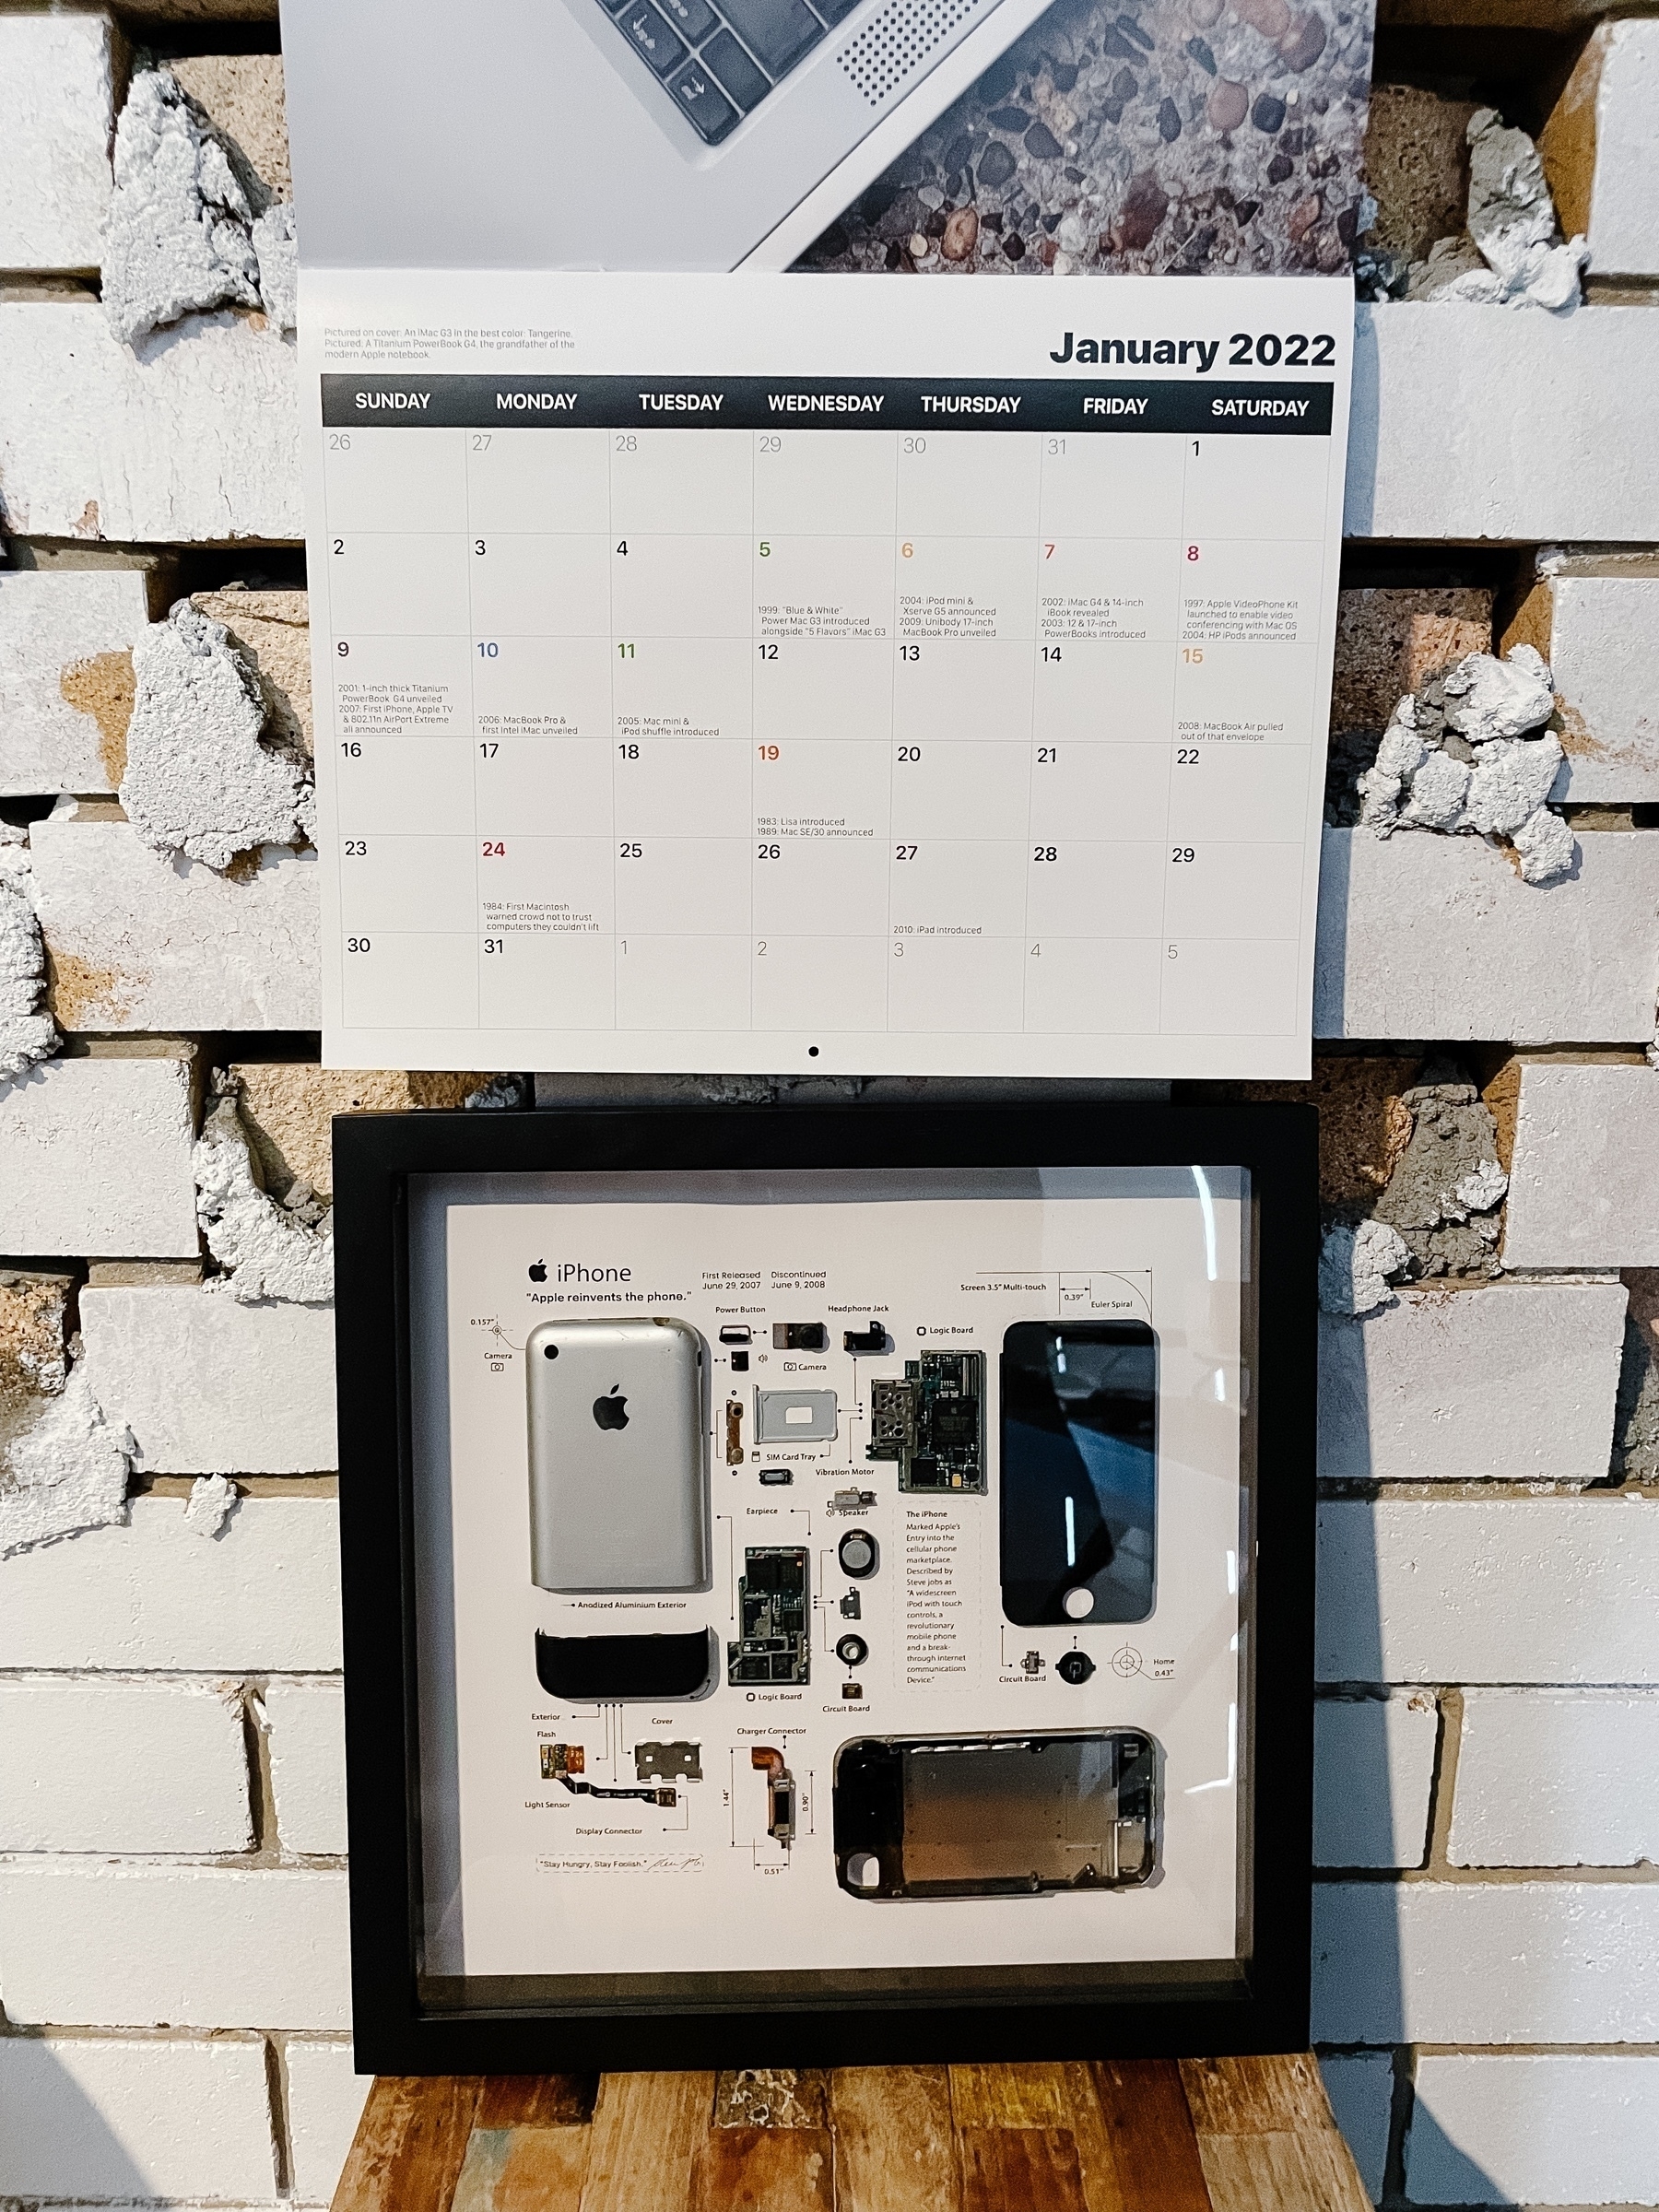 Pictured on cover: An iMac G3 in the best color: Tangerine.
Pictured: A Titanium PowerBook G4, the grandfather of the
modern Apple notebook.
January 2022
SUNDAY MONDAY TUESDAY WEDNESDAY THURSDAY FRIDAY SATURDAY
26 27 28 29 30 31 1
2 3 4 5 6 7 8
1999: "Blue & White"
Power Mac G3 introduced
alongside "5 Flavors" iMac G3
2004: iPod mini &
Xserve G5 announced
2009: Unibody 17-inch
MacBook Pro unveiled
2002: iMac G4 & 14-inch
iBook revealed
2003: 12 & 17-inch
PowerBooks introduced
1997: Apple VideoPhone Kit
launched to enable video
conferencing with Mac OS
2004: HP iPods announced
9 10 11 12 13 14 15
2001: 1-inch thick Titanium
PowerBook G4 unveiled
2007: First iPhone, Apple TV
& 802.11n AirPort Extreme
all announced
2006: MacBook Pro &
first Intel iMac unveiled
2005: Mac mini &
iPod shuffle introduced
2008: MacBook Air pulled
out of that envelope
16 17 18 19 20 21 22
1983: Lisa introduced
1989: Mac SE/30 announced
23 24 25 26 27 28 29
1984: First Macintosh
warned crowd not to trust
computers they couldn't lift
2010: iPad introduced
30 31 1 2 3 4 5
iPhone
"Apple reinvents the phone."
First Released Discontinued
June 29, 2007 June 9, 2008
Screen 3.5" Multi-touch
0.39"
Euler Spiral
0.157"
Camera
Power Button
Headphone Jack
Logic Board
Camera
SIM Card Tray
Vibration Motor
Earpiece
Speaker
The iPhone
Marked Apple's
Entry into the
cellular phone
marketplace.
Described by
Steve jobs as
"A widescreen
iPod with touch
controls, a
revolutionary
mobile phone
and a break-
through internet
communications
Device."
Anodized Aluminium Exterior
Logic Board
Circuit Board
Circuit Board
Home
0.43"
Exterior
Cover
Flash
Light Sensor
Display Connector
Charger Connector
1.44"
0.90"
0.51"
"Stay Hungry, Stay Foolish."